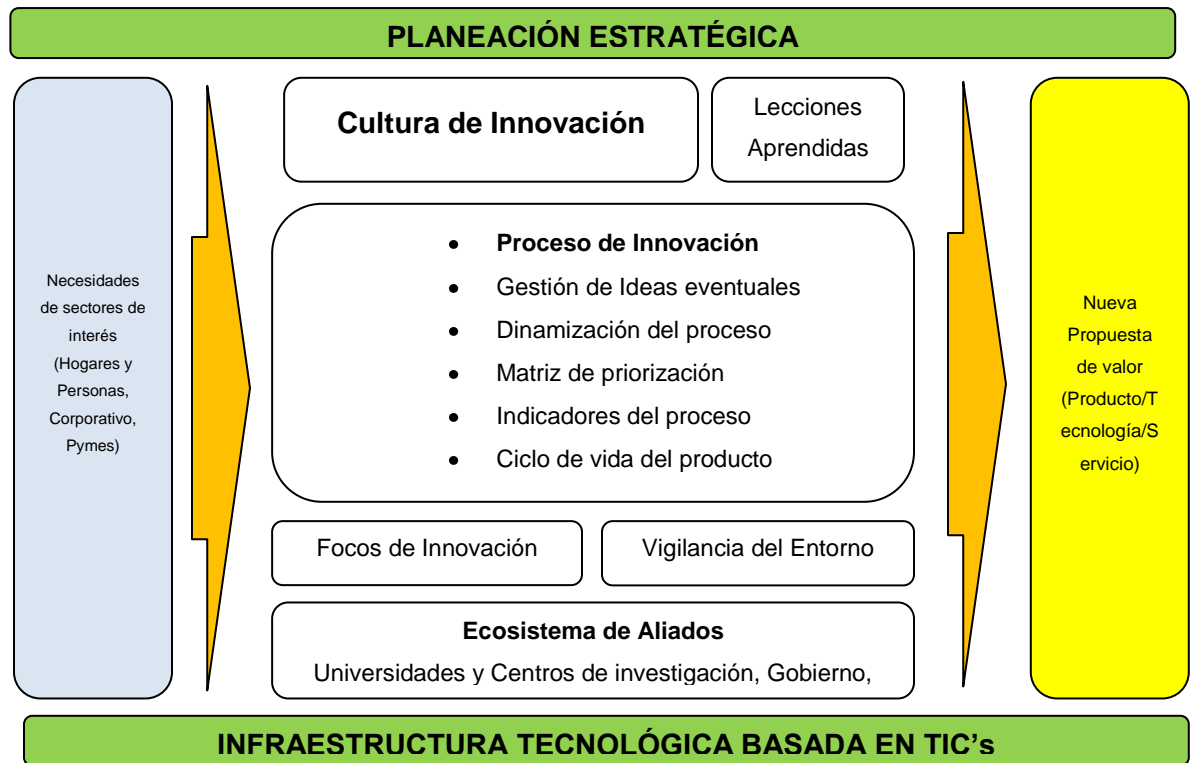 PLANEACIÓN ESTRATÉGICA
Necesidades
de sectores de
interés
(Hogares y
Personas,
Corporativo,
Pymes)
Cultura de Innovación
Lecciones
Aprendidas
• Proceso de Innovación
• Gestión de Ideas eventuales
• Dinamización del proceso
• Matriz de priorización
• Indicadores del proceso
• Ciclo de vida del producto
Focos de Innovación
Vigilancia del Entorno
Ecosistema de Aliados
Universidades y Centros de investigación, Gobierno,
Nueva
Propuesta
de valor
(Producto/T
ecnología/S
ervicio)
INFRAESTRUCTURA TECNOLÓGICA BASADA EN TIC’s